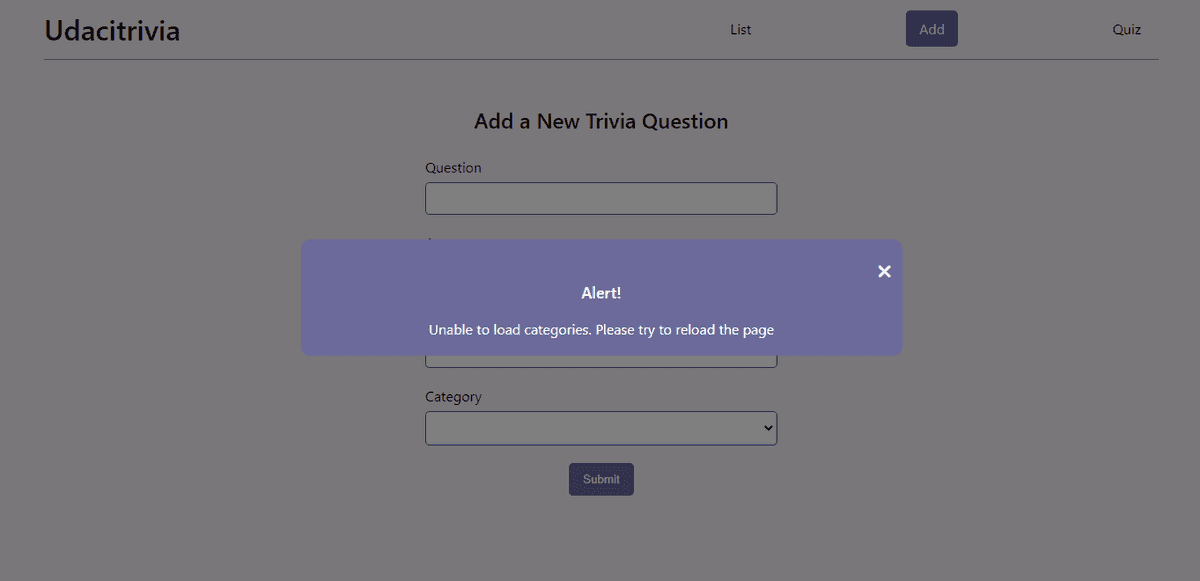 Udacitrivia
List
Add
Quiz
Add a New Trivia Question
Question
Alert!
Unable to load categories. Please try to reload the page
Category
Submit